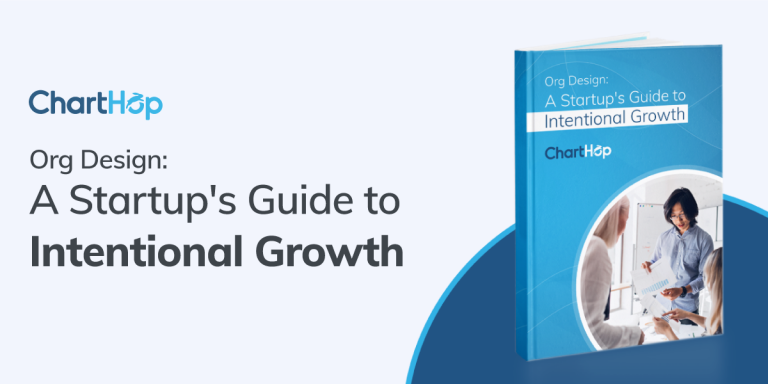 ChartHop
Org Design:
A Startup's Guide to
Intentional Growth
Org Design:
A Startup's Guide to
Intentional Growth
ChartHop